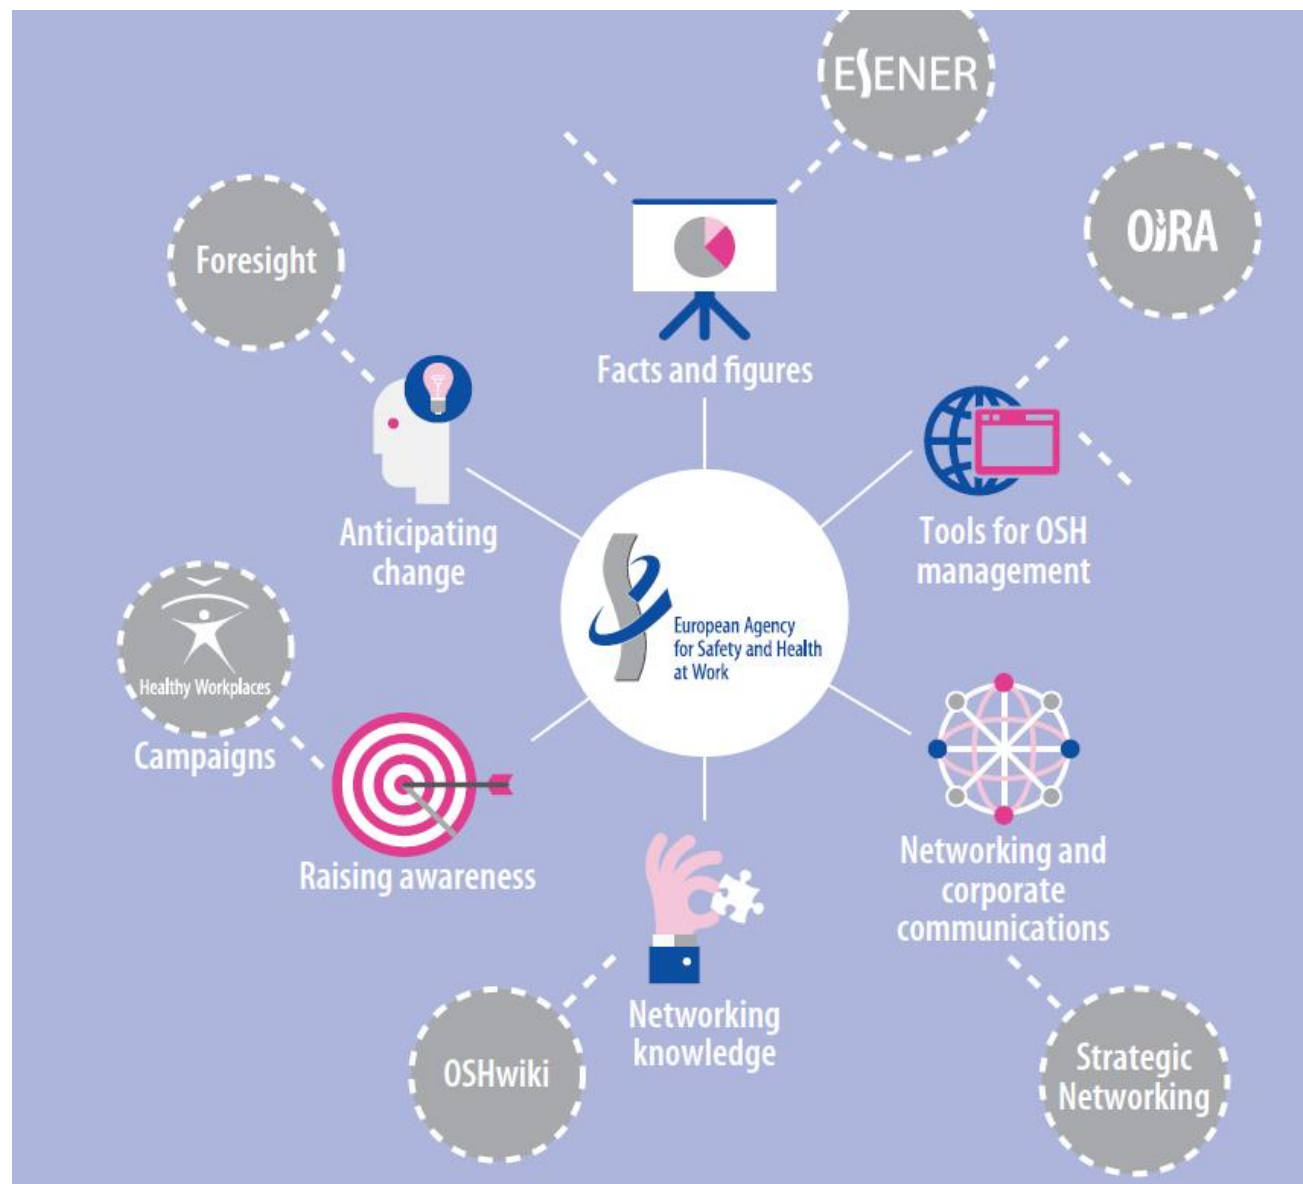 ESENER
OiRA
Foresight
Facts and figures
Anticipating
change
Tools for OSH
management
European Agency
for Safety and Health
at Work
Healthy Workplaces
Campaigns
Raising awareness
Networking and
corporate
communications
Networking
knowledge
OSHwiki
Strategic
Networking